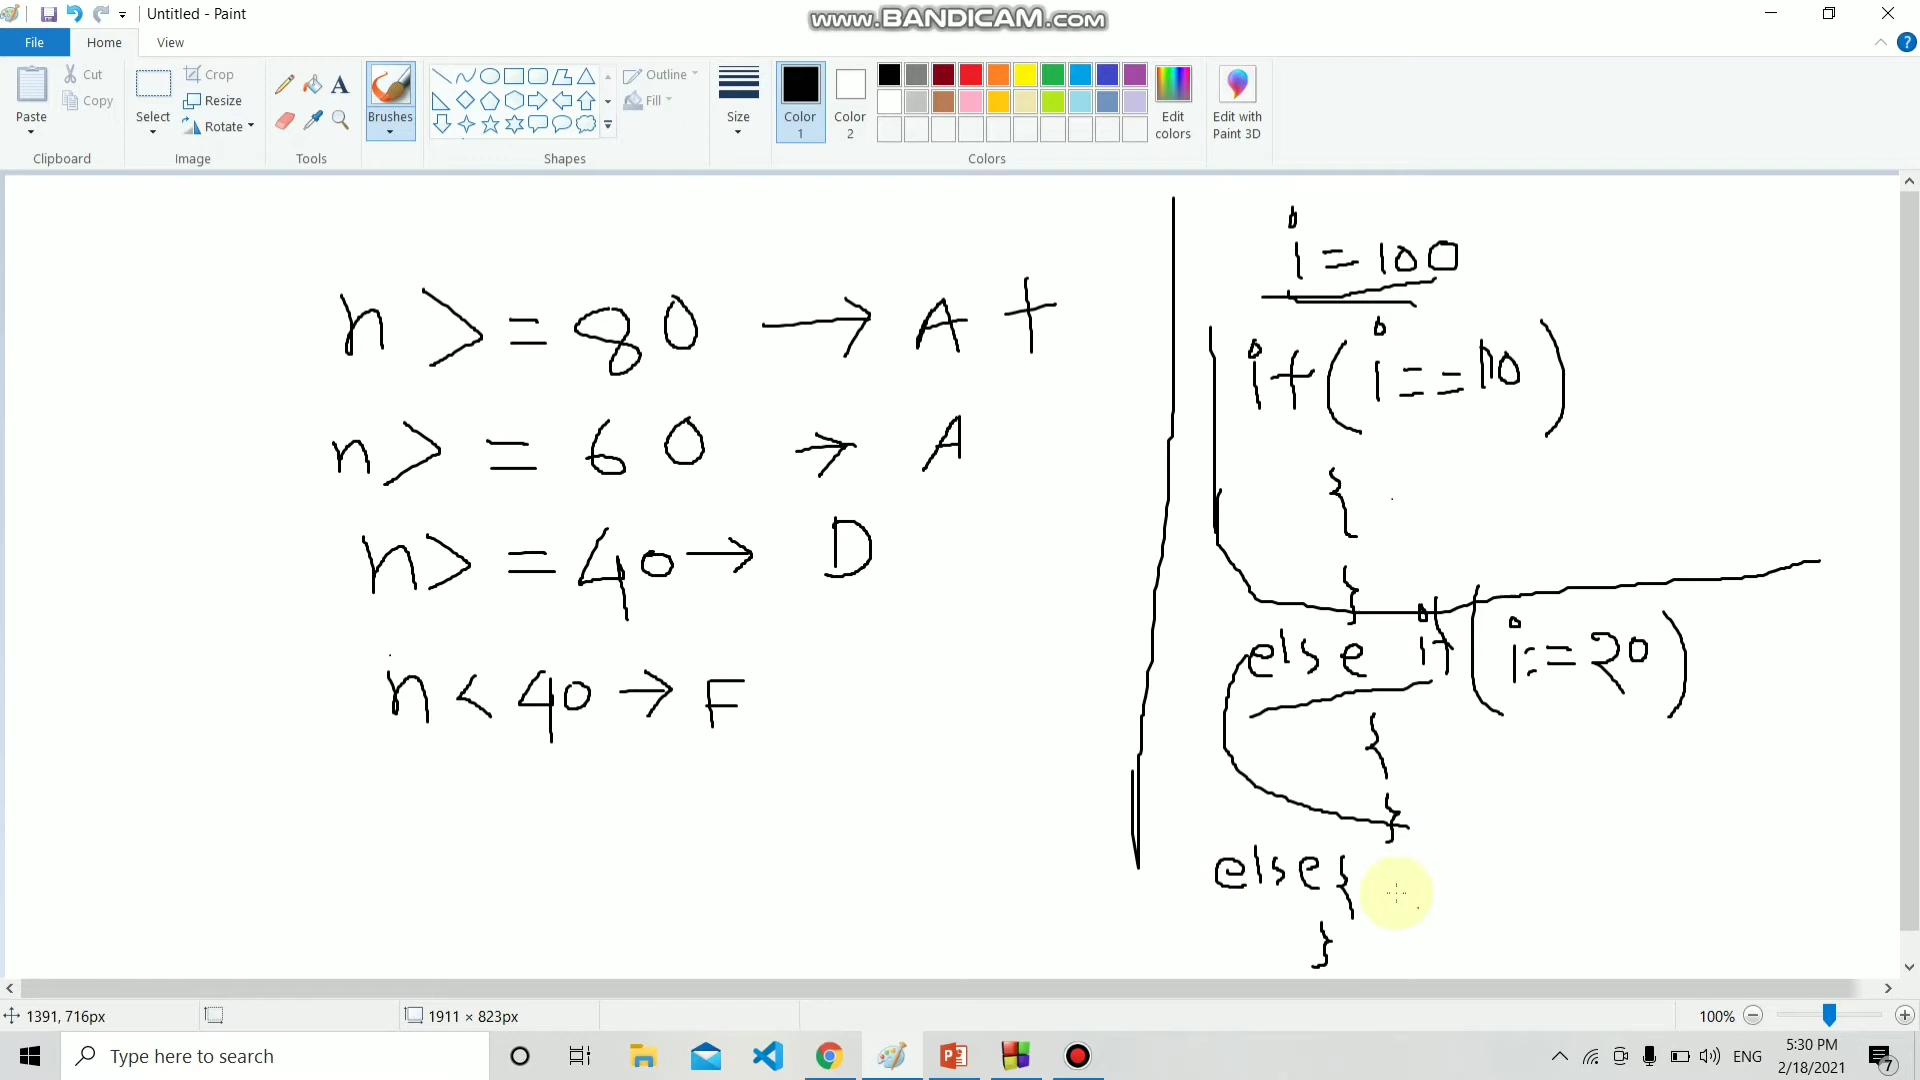 Untitled - Paint
www.BANDICAM.com
File Home View
Cut
Copy
Paste
Clipboard
Select
Crop
Resize
Rotate
Image
Tools
Brushes
Outline
Fill
Shapes
Size
Color 1
Color 2
Edit colors
Colors
Edit with Paint 3D
n >= 80 → A+
n >= 60 → A
n >= 40 → D
n < 40 → F
i = 100
if ( i == 10 )
{
}
else if ( i == 20 )
{
}
else {
}
1391, 716px
1911 × 823px
100%
Type here to search
ENG
5:30 PM
2/18/2021
7